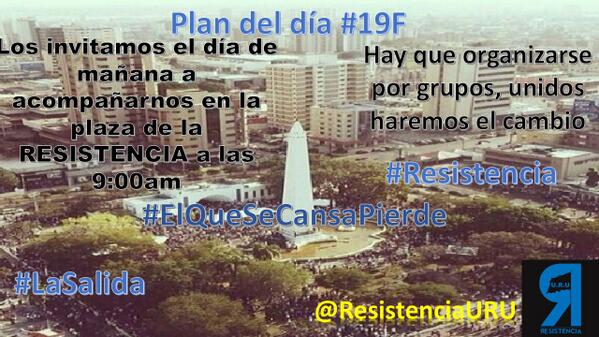 Plan del día #19F
Los invitamos el día de
mañana a
acompañarnos en la
plaza de la
RESISTENCIA a las
9:00am
Hay que organizarse
por grupos, unidos
haremos el cambio
#Resistencia
#ElQueSeCansaPierde
#LaSalida
@ResistenciaURU
U.R.U
RESISTENCIA